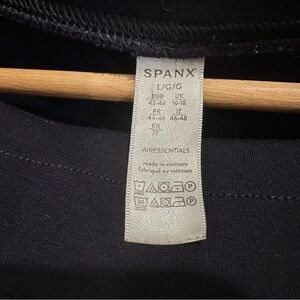 SPANX
L/G/G
EUR UK
42-44 16-18
FR IT
44-46 46-48
KR
77
AIRESSENTIALS
made in vietnam
fabriqué au vietnam